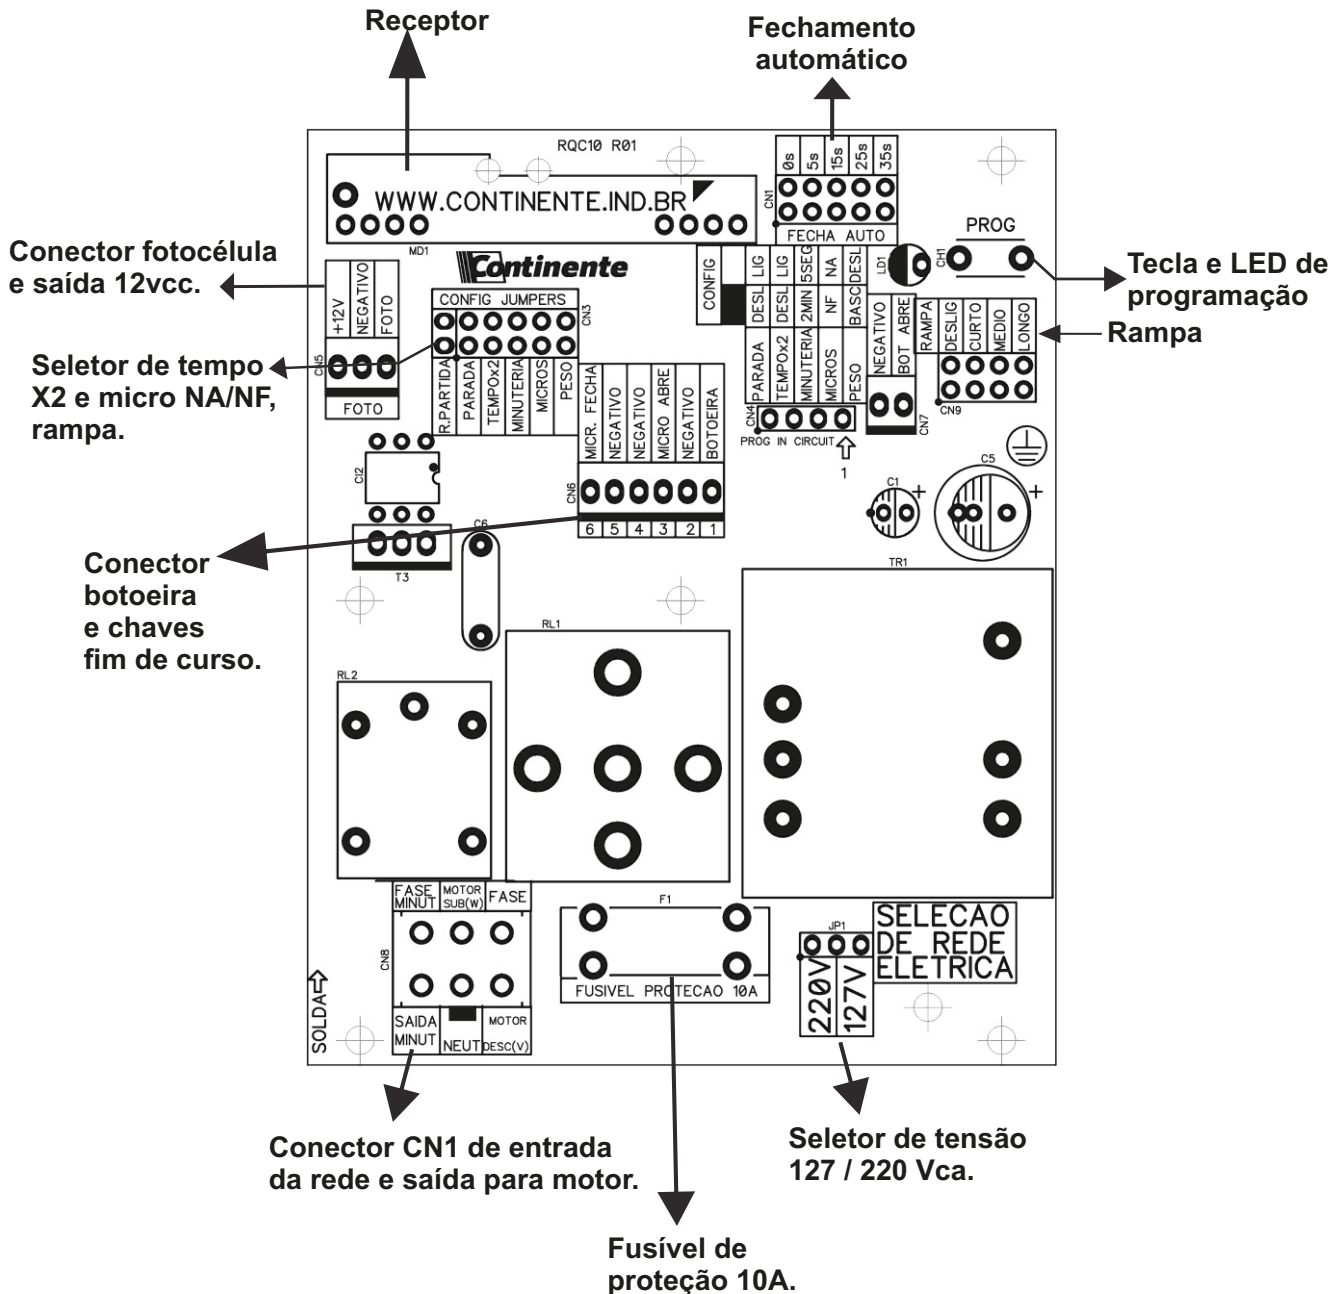 Receptor
Fechamento
automático
RQC10 R01
0s
5s
15s
25s
35s
WWW.CONTINENTE.IND.BR
CN1
FECHA AUTO
MD1
PROG
CH1
LD1
Conector fotocélula
e saída 12vcc.
Tecla e LED de
programação
Rampa
Continente
+12V
NEGATIVO
FOTO
CN5
FOTO
CONFIG JUMPERS
CN3
R.PARTIDA
PARADA
TEMPOx2
MINUTERIA
MICROS
PESO
CONFIG
DESL LIG
DESL LIG
2MIN 5SEG
NF NA
BASC DESL
PARADA
TEMPOx2
MINUTERIA
MICROS
PESO
NEGATIVO
BOT ABRE
CN7
RAMPA
DESLIG
CURTO
MEDIO
LONGO
CN9
Seletor de tempo
X2 e micro NA/NF,
rampa.
CN4
PROG IN CIRCUIT
1
MICR. FECHA
NEGATIVO
NEGATIVO
MICRO ABRE
NEGATIVO
BOTOEIRA
CN6
6 5 4 3 2 1
CI2
T3
C6
C1
+
C5
+
Conector
botoeira
e chaves
fim de curso.
TR1
RL1
RL2
FASE
MINUT
MOTOR
SUB(W)
FASE
CN8
SAIDA
MINUT
NEUT
MOTOR
DESC(V)
F1
FUSIVEL PROTECAO 10A
JP1
220V
127V
SELECAO
DE REDE
ELETRICA
SOLDA
Conector CN1 de entrada
da rede e saída para motor.
Seletor de tensão
127 / 220 Vca.
Fusível de
proteção 10A.